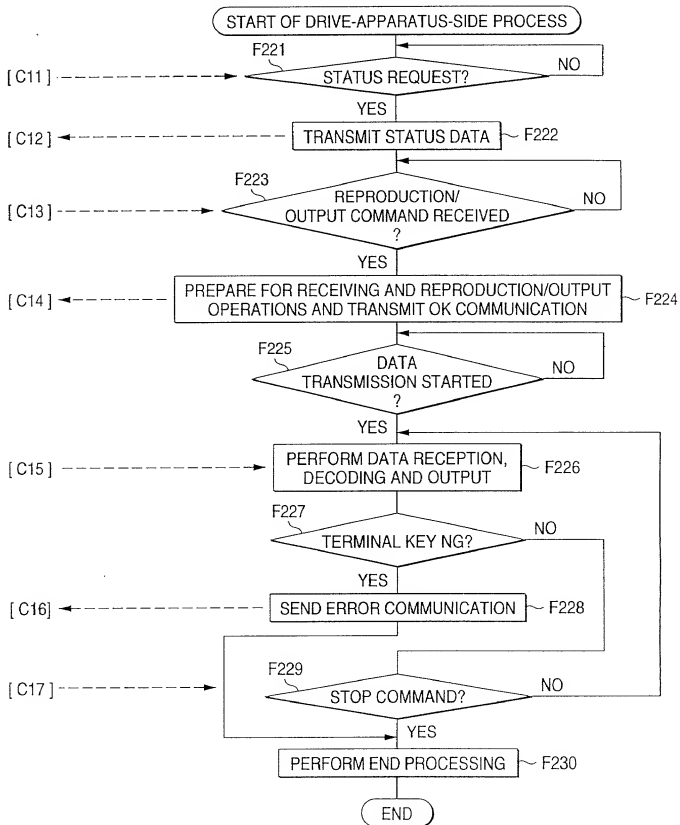 START OF DRIVE-APPARATUS-SIDE PROCESS
F221
[C11]
STATUS REQUEST?
NO
YES
[C12]
TRANSMIT STATUS DATA
F222
F223
[C13]
REPRODUCTION/
OUTPUT COMMAND RECEIVED
?
NO
YES
[C14]
PREPARE FOR RECEIVING AND REPRODUCTION/OUTPUT
OPERATIONS AND TRANSMIT OK COMMUNICATION
F224
F225
DATA
TRANSMISSION STARTED
?
NO
YES
[C15]
PERFORM DATA RECEPTION,
DECODING AND OUTPUT
F226
F227
TERMINAL KEY NG?
NO
YES
[C16]
SEND ERROR COMMUNICATION
F228
F229
[C17]
STOP COMMAND?
NO
YES
PERFORM END PROCESSING
F230
END